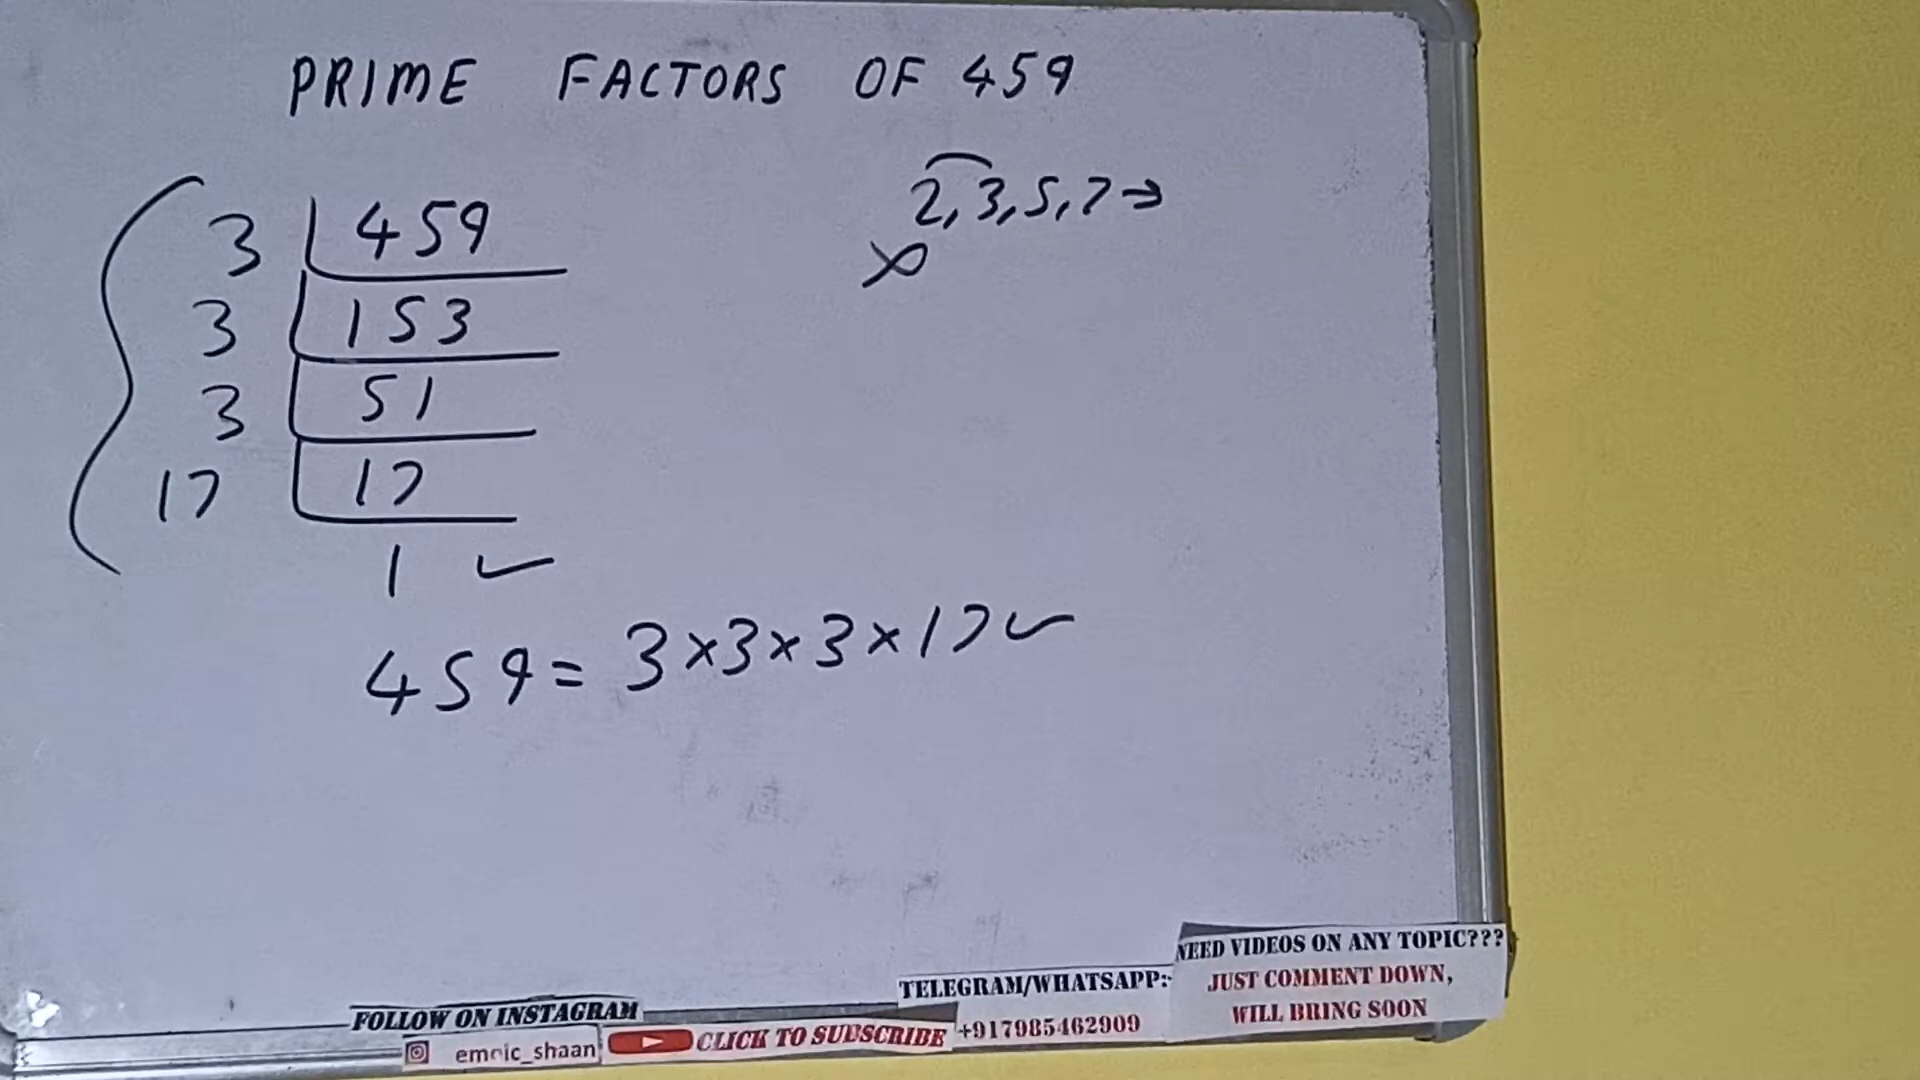 PRIME FACTORS OF 459
2,3,5,7→
3 459
3 153
3 51
17 17
1 ✓
459 = 3×3×3×17✓
NEED VIDEOS ON ANY TOPIC???
JUST COMMENT DOWN,
WILL BRING SOON
TELEGRAM/WHATSAPP:-
+917985462909
FOLLOW ON INSTAGRAM
CLICK TO SUBSCRIBE